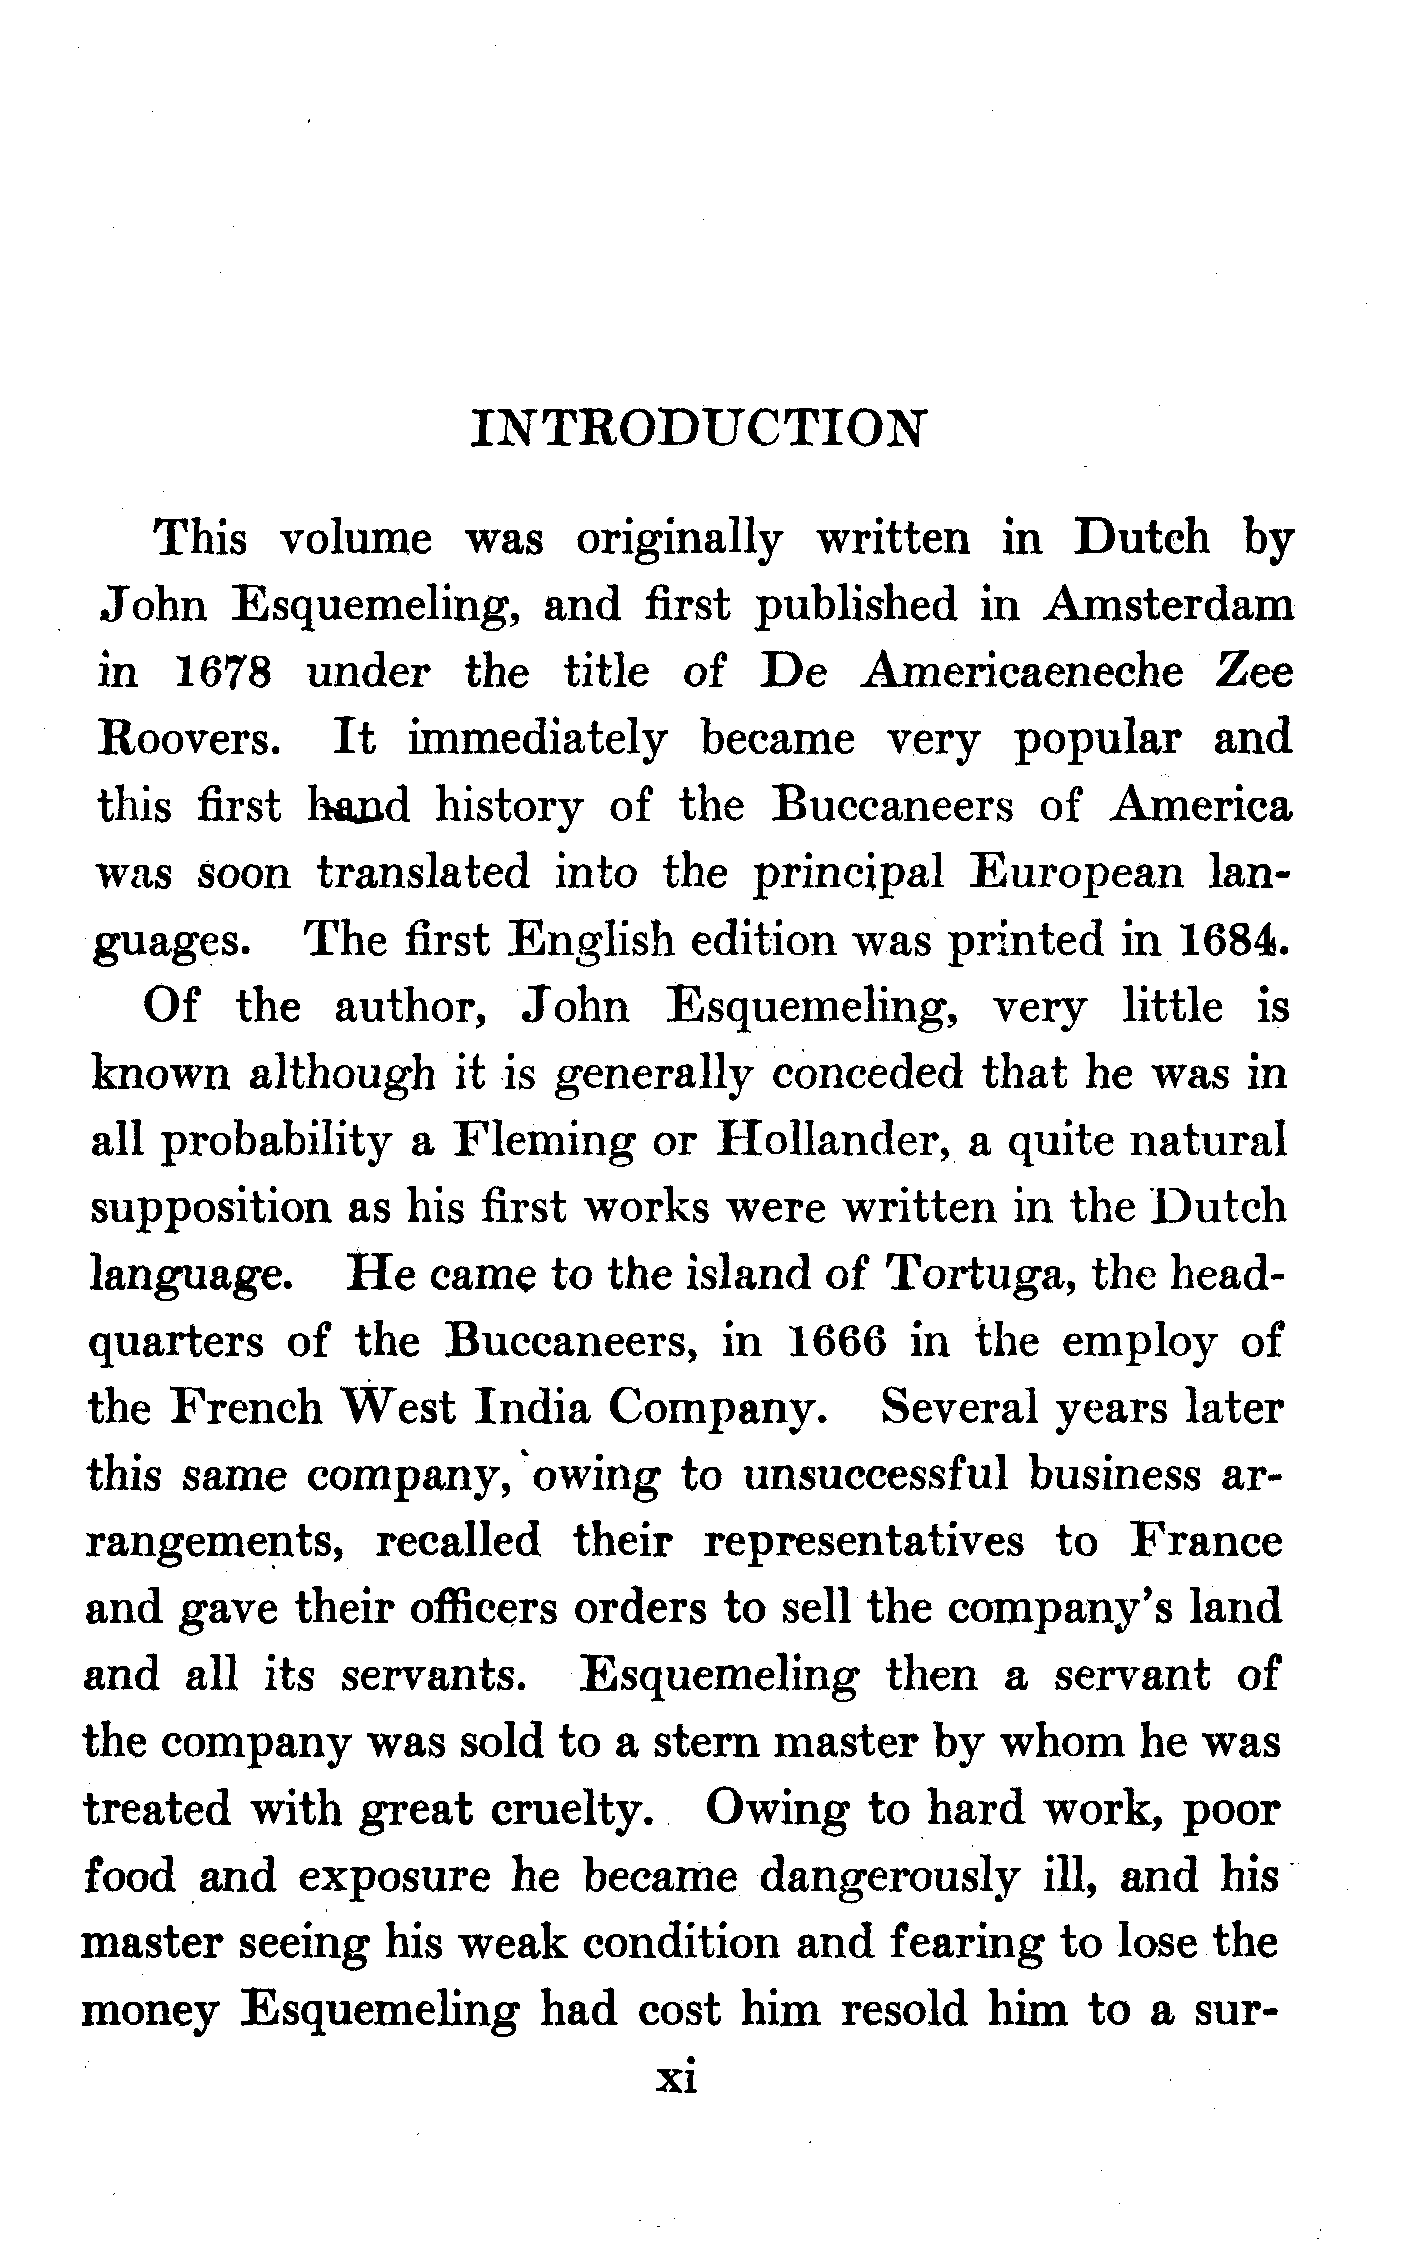 INTRODUCTION
This volume was originally written in Dutch by
John Esquemeling, and first published in Amsterdam
in 1678 under the title of De Americaeneche Zee
Roovers. It immediately became very popular and
this first hand history of the Buccaneers of America
was soon translated into the principal European lan-
guages. The first English edition was printed in 1684.
Of the author, John Esquemeling, very little is
known although it is generally conceded that he was in
all probability a Fleming or Hollander, a quite natural
supposition as his first works were written in the Dutch
language. He came to the island of Tortuga, the head-
quarters of the Buccaneers, in 1666 in the employ of
the French West India Company. Several years later
this same company, owing to unsuccessful business ar-
rangements, recalled their representatives to France
and gave their officers orders to sell the company's land
and all its servants. Esquemeling then a servant of
the company was sold to a stern master by whom he was
treated with great cruelty. Owing to hard work, poor
food and exposure he became dangerously ill, and his
master seeing his weak condition and fearing to lose the
money Esquemeling had cost him resold him to a sur-
xi